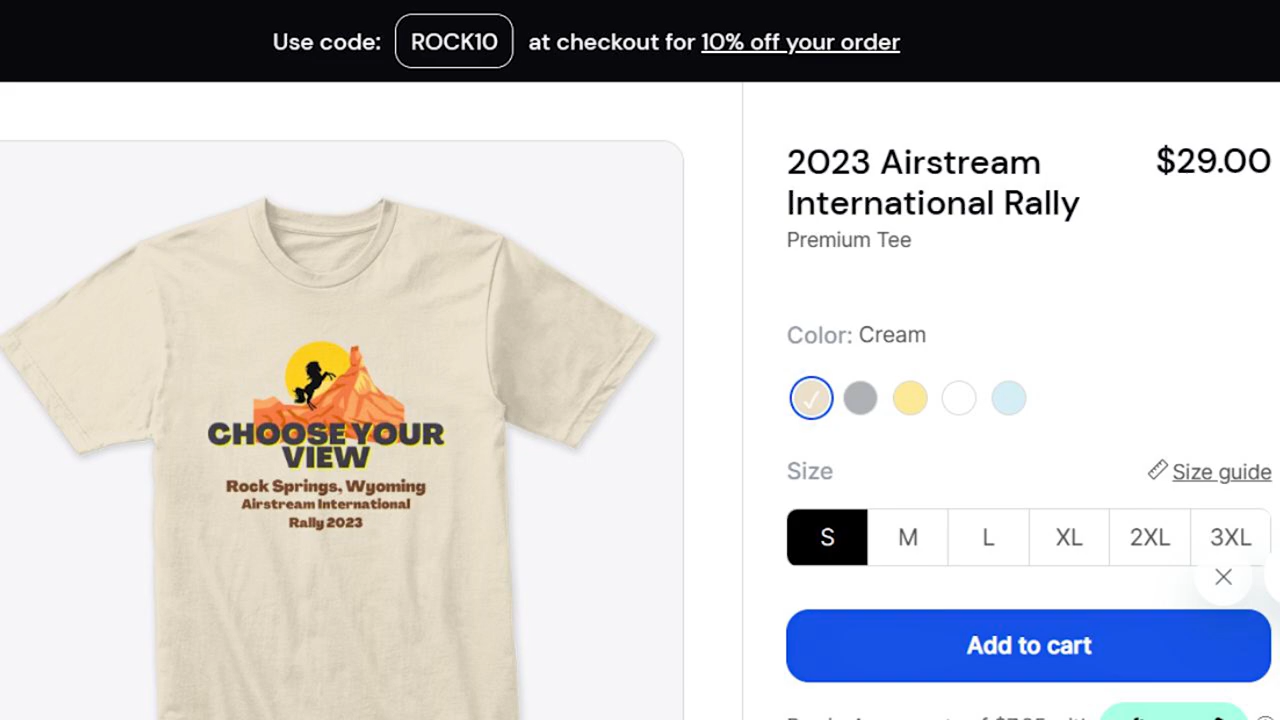 Use code: ROCK10 at checkout for 10% off your order
2023 Airstream
International Rally
$29.00
Premium Tee
CHOOSE YOUR
VIEW
Rock Springs, Wyoming
Airstream International
Rally 2023
Color: Cream
Size
Size guide
S M L XL 2XL 3XL
Add to cart